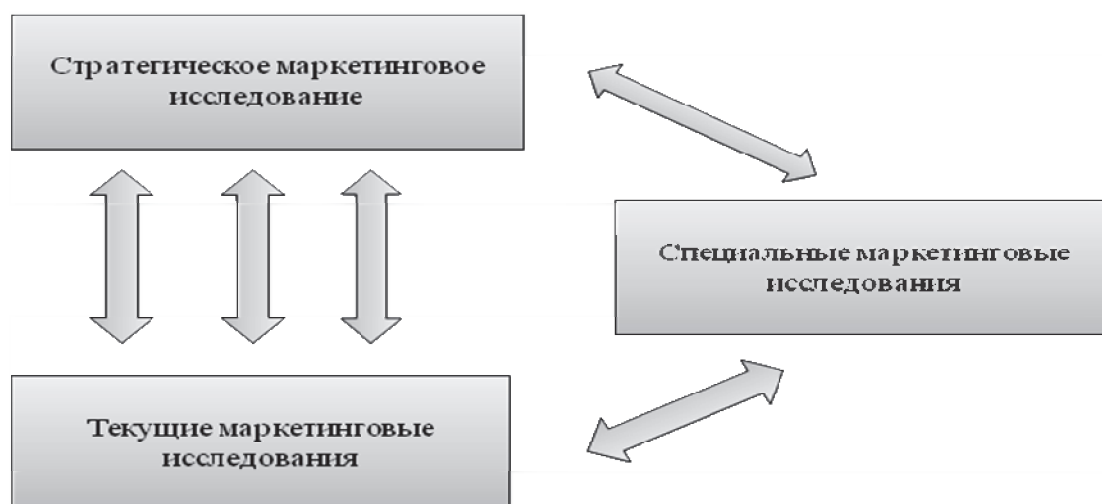 Стратегическое маркетинговое
исследование
Специальные маркетинговые
исследования
Текущие маркетинговые
исследования